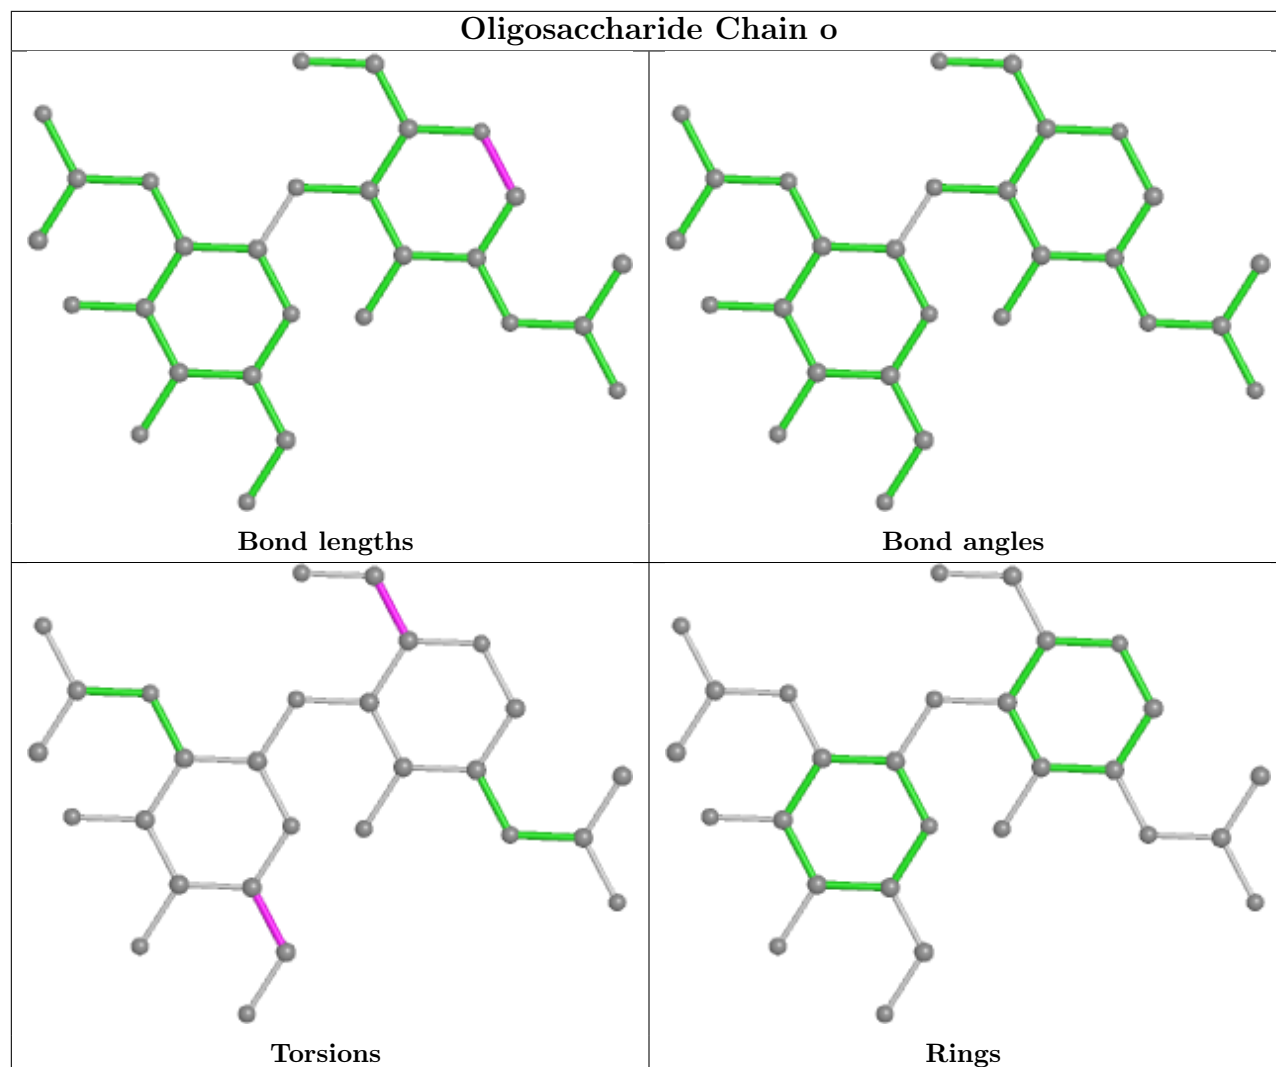 Oligosaccharide Chain o
Bond lengths
Bond angles
Torsions
Rings